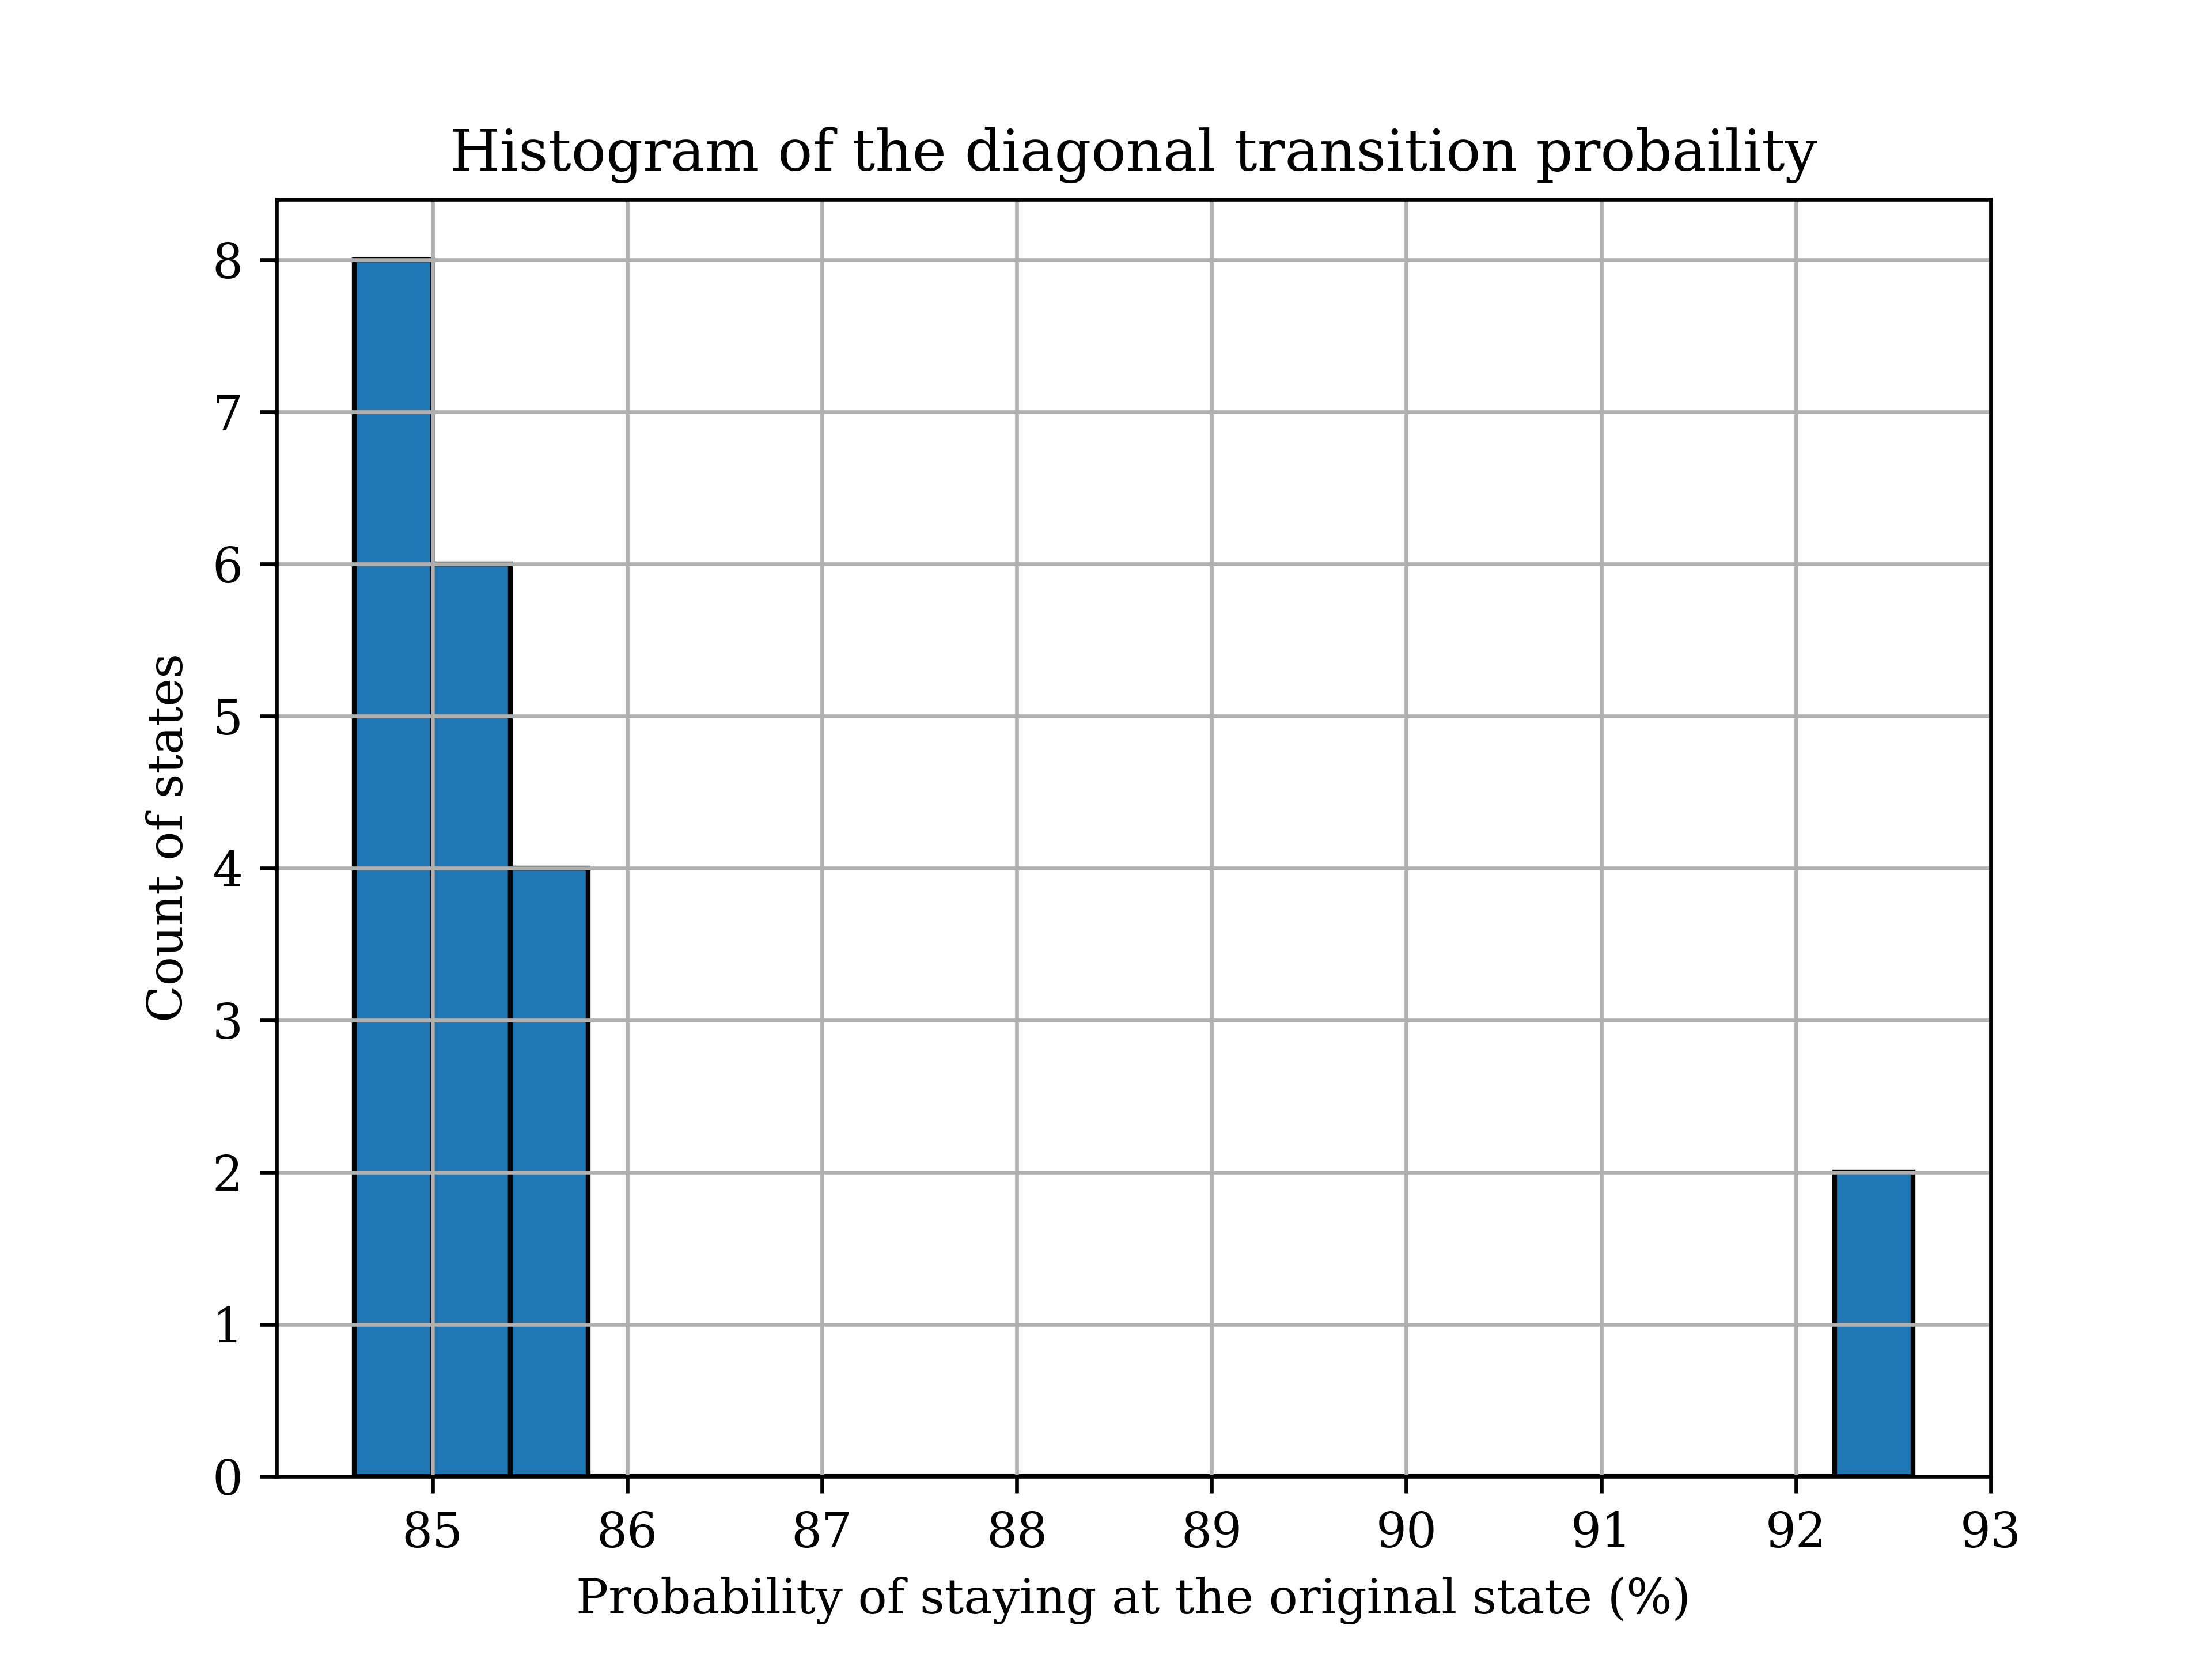 Histogram of the diagonal transition probaility
8
7
6
5
4
3
2
1
0
Count of states
85 86 87 88 89 90 91 92 93
Probability of staying at the original state (%)